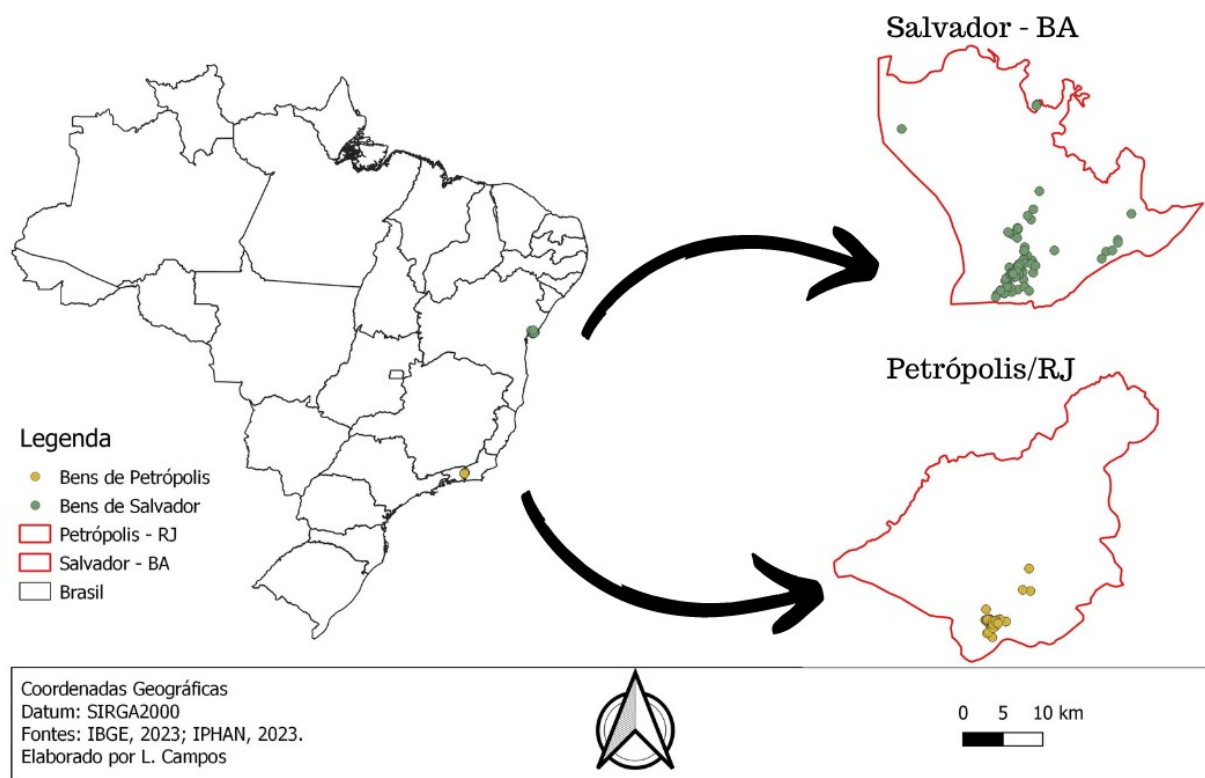 Salvador - BA
Petrópolis/RJ
Legenda
Bens de Petrópolis
Bens de Salvador
Petrópolis - RJ
Salvador - BA
Brasil
Coordenadas Geográficas
Datum: SIRGA2000
Fontes: IBGE, 2023; IPHAN, 2023.
Elaborado por L. Campos
0 5 10 km